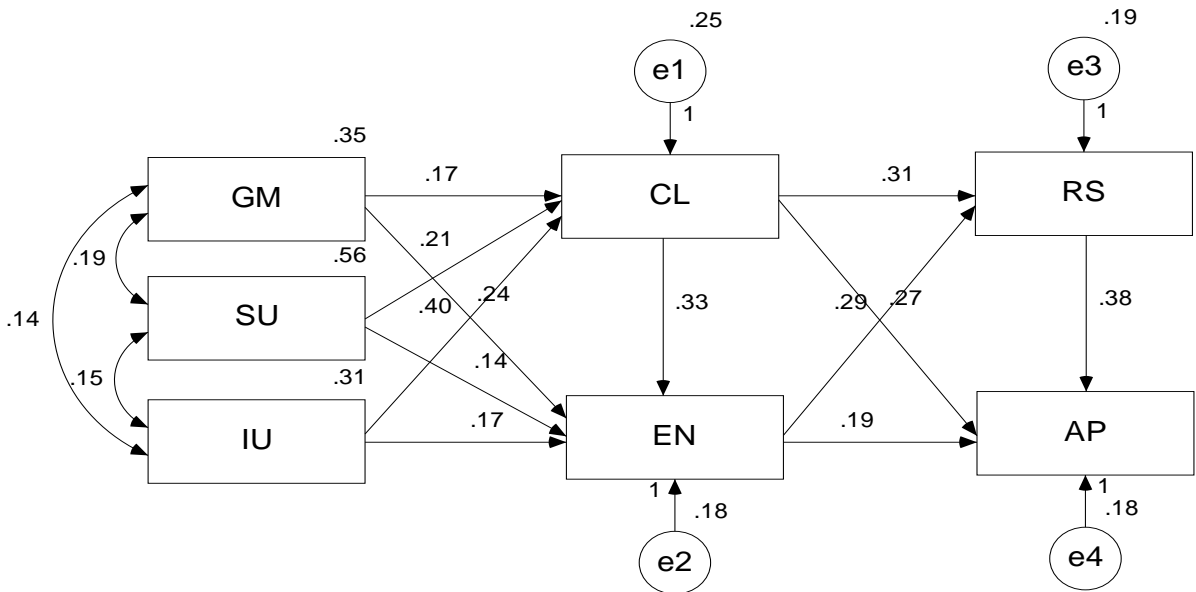 .25
.19
e1
e3
1
1
.35
GM
.17
CL
.31
RS
.19
.56
.21
.14
SU
.40
.24
.33
.29
.27
.38
.15
.31
.14
IU
.17
EN
.19
AP
1
.18
1
.18
e2
e4